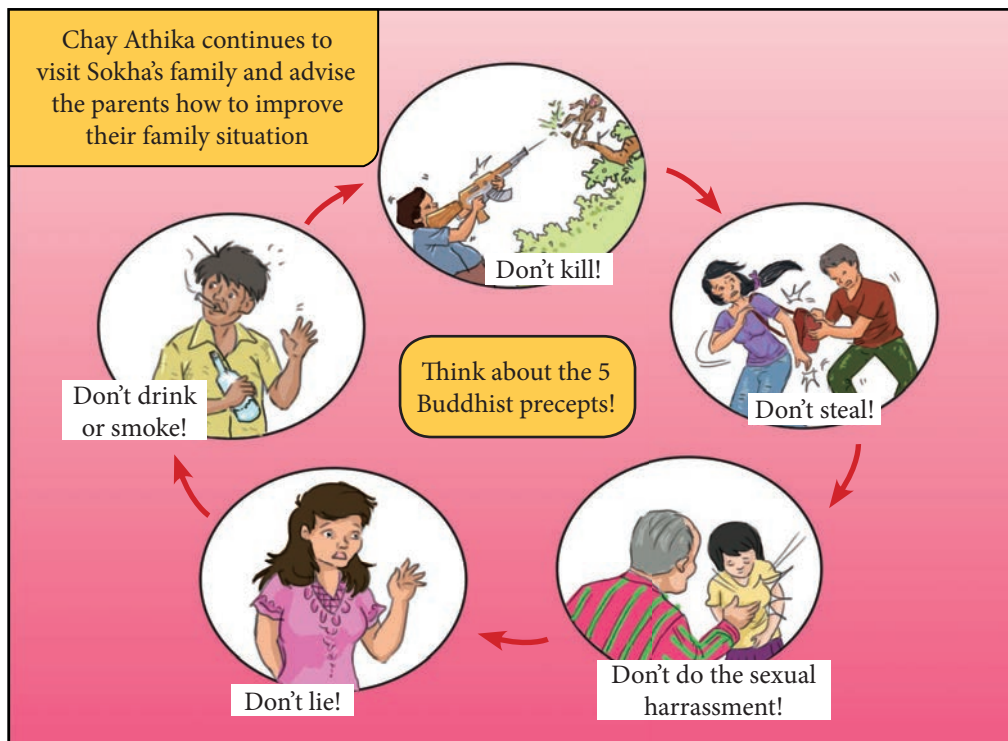 Chay Athika continues to
visit Sokha's family and advise
the parents how to improve
their family situation
Don't kill!
Don't steal!
Don't do the sexual
harrassment!
Don't lie!
Don't drink
or smoke!
Think about the 5
Buddhist precepts!